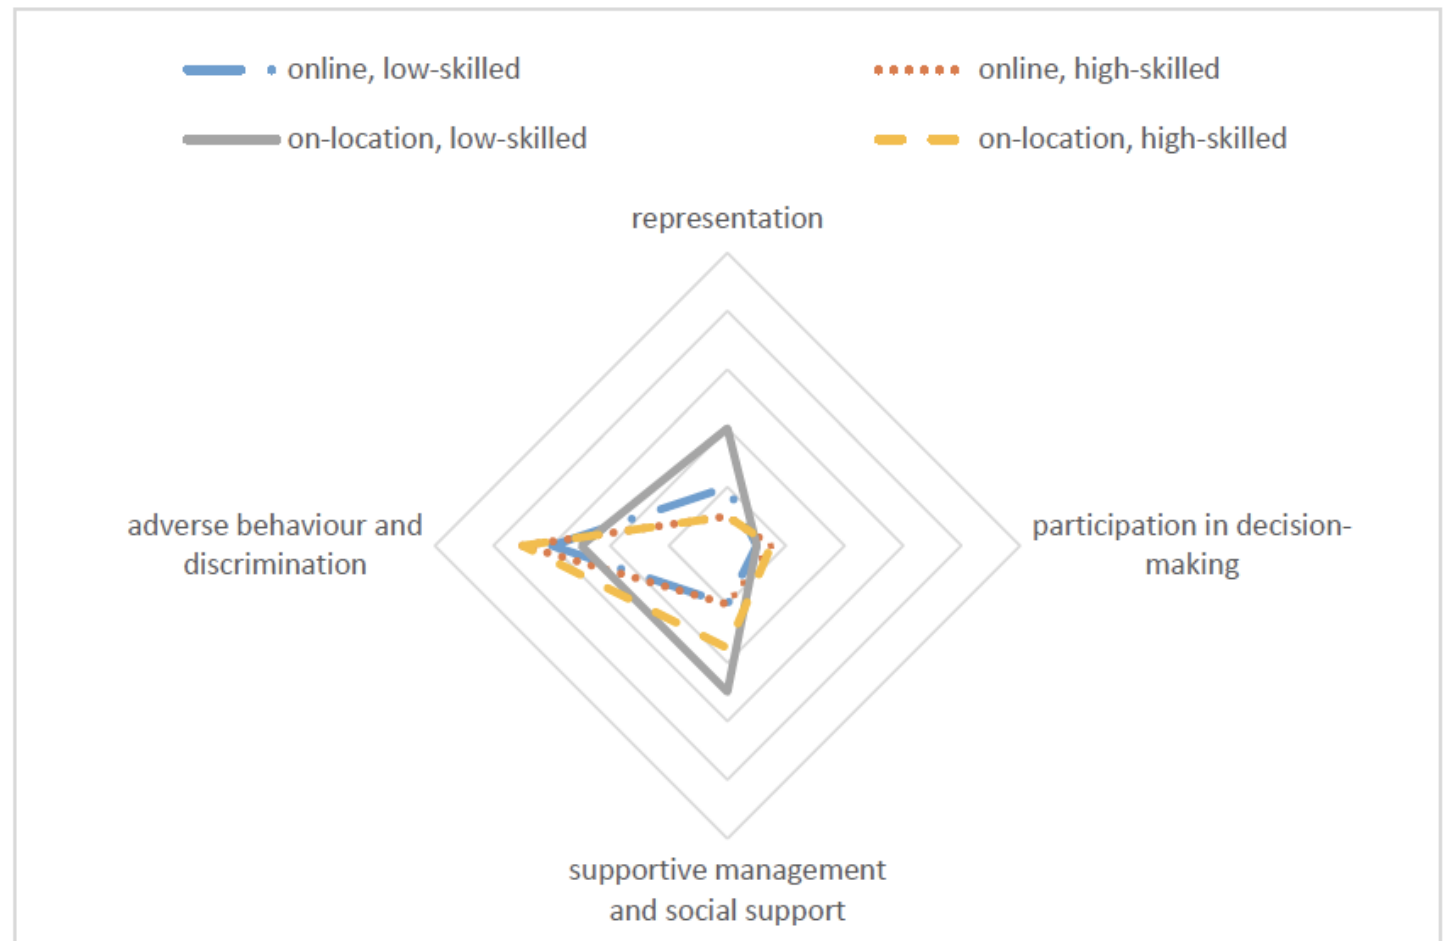 online, low-skilled
online, high-skilled
on-location, low-skilled
on-location, high-skilled
representation
adverse behaviour and
discrimination
participation in decision-
making
supportive management
and social support